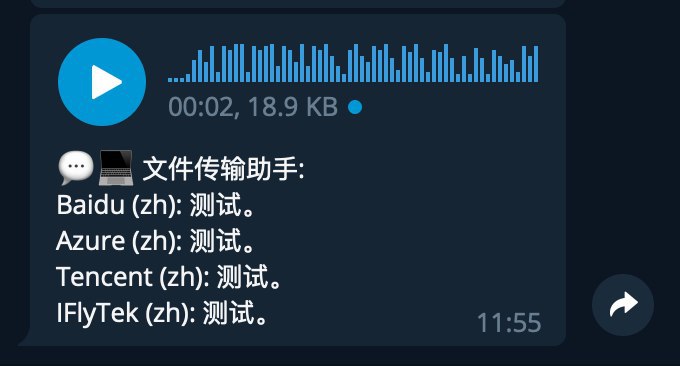 00:02, 18.9 KB
💬💻 文件传输助手:
Baidu (zh): 测试。
Azure (zh): 测试。
Tencent (zh): 测试。
IFlyTek (zh): 测试。
11:55